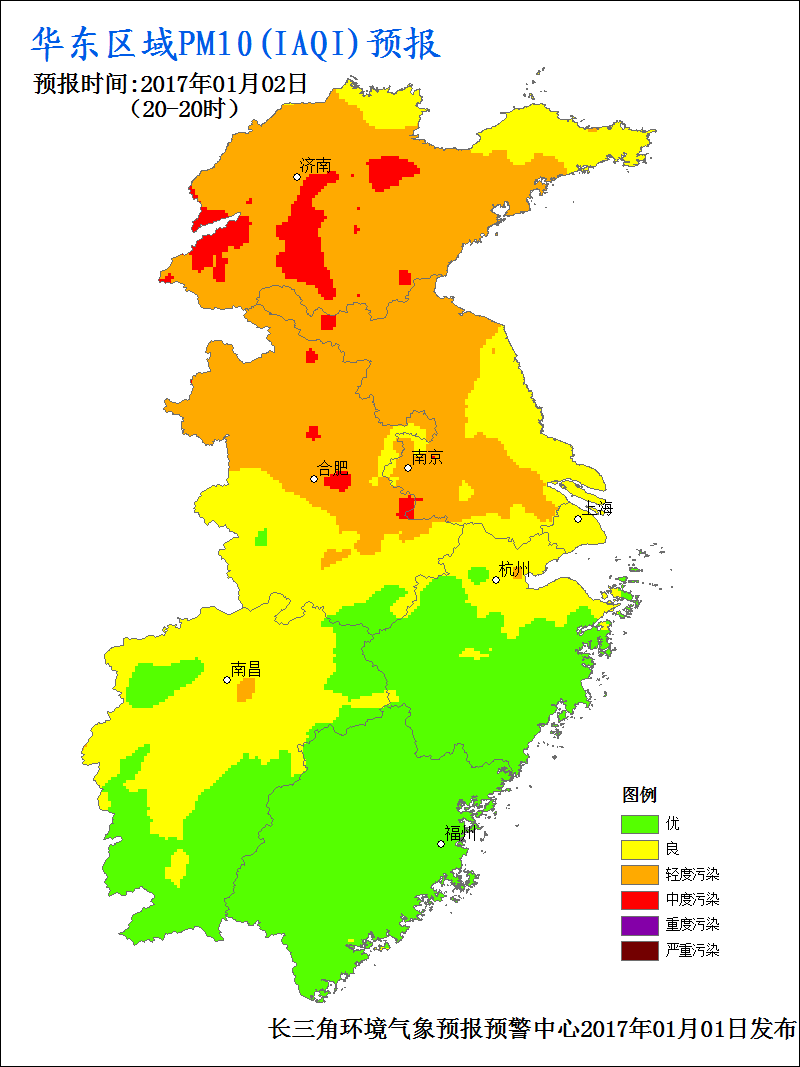 华东区域PM10(IAQI)预报
预报时间:2017年01月02日
（20-20时）
济南
南京
合肥
上海
杭州
南昌
福州
图例
优
良
轻度污染
中度污染
重度污染
严重污染
长三角环境气象预报预警中心2017年01月01日发布